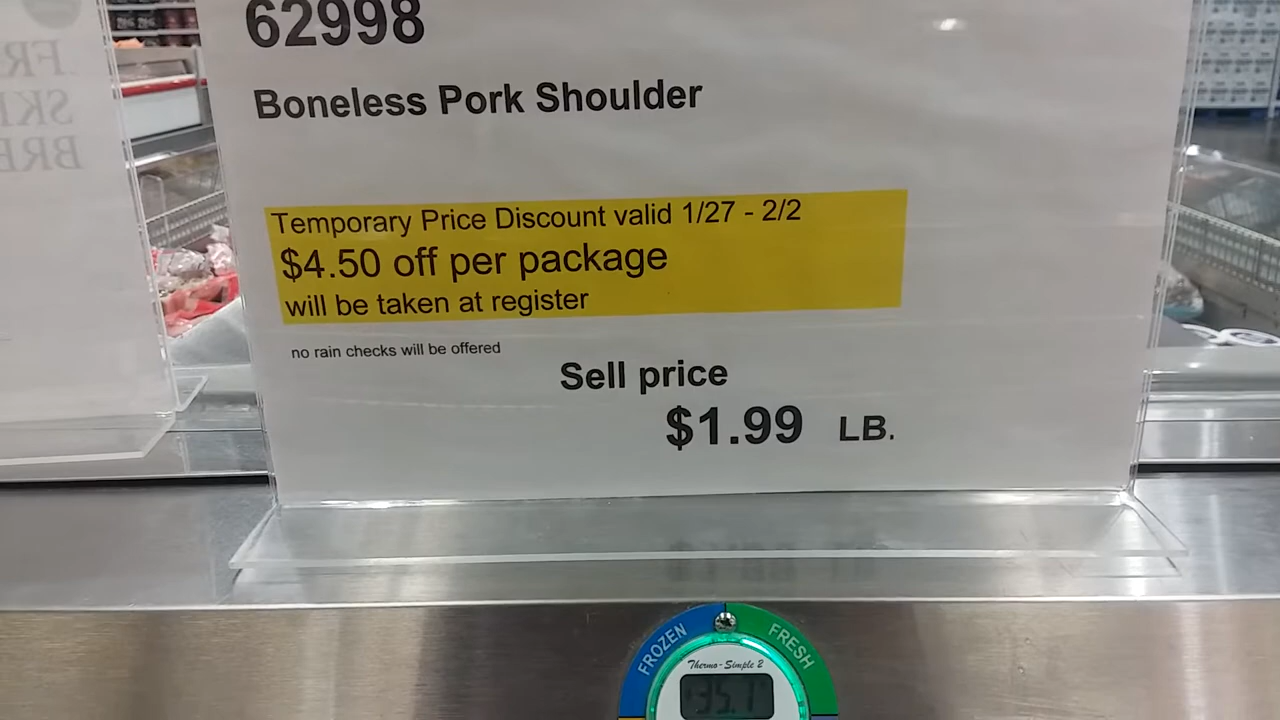 62998
Boneless Pork Shoulder
Temporary Price Discount valid 1/27 - 2/2
$4.50 off per package
will be taken at register
no rain checks will be offered
Sell price
$1.99 LB.
FROZEN
FRESH
Thermo-Simple 2
35.1°